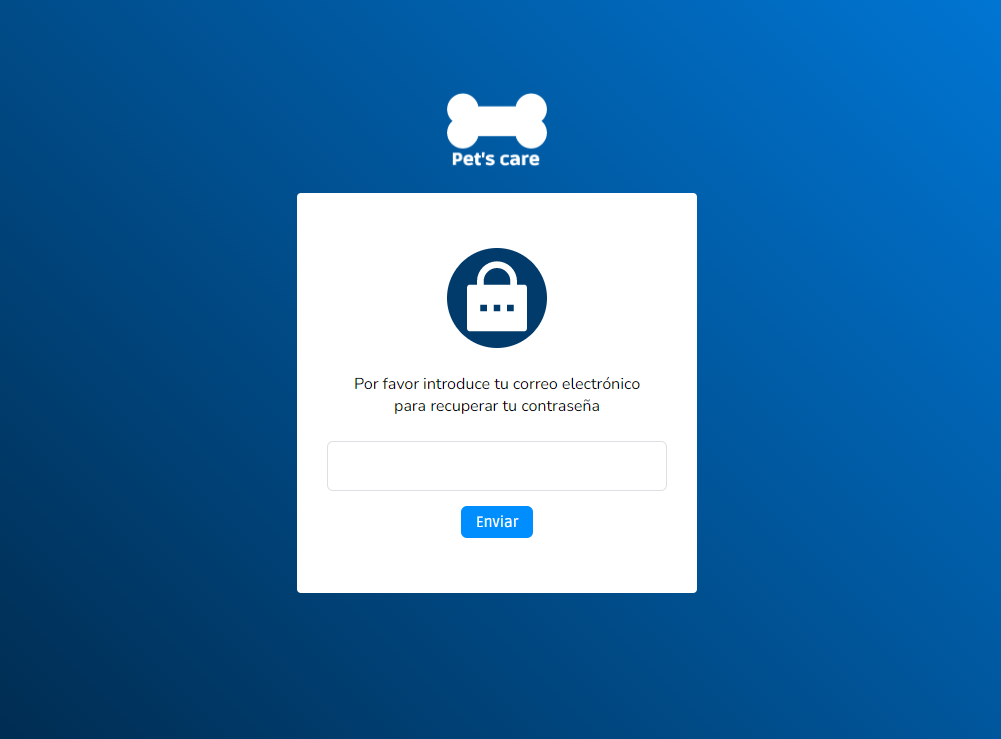 Pet's care
Por favor introduce tu correo electrónico
para recuperar tu contraseña
Enviar